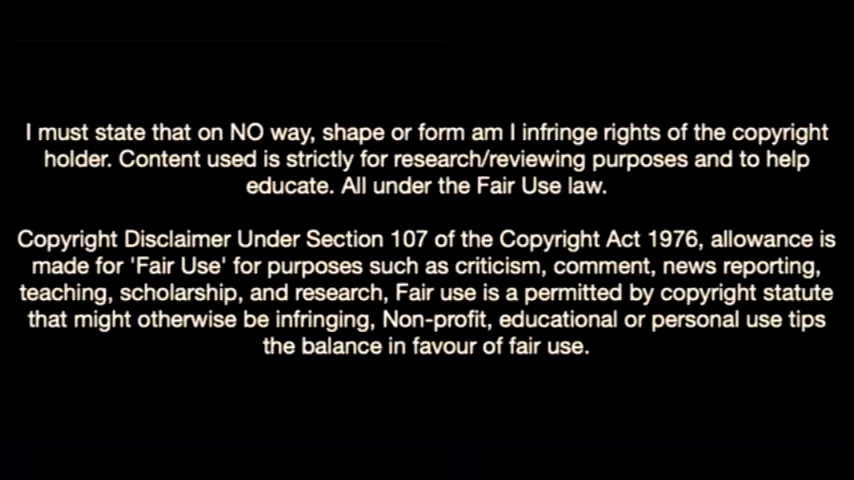 I must state that on NO way, shape or form am I infringe rights of the copyright
holder. Content used is strictly for research/reviewing purposes and to help
educate. All under the Fair Use law.
Copyright Disclaimer Under Section 107 of the Copyright Act 1976, allowance is
made for 'Fair Use' for purposes such as criticism, comment, news reporting,
teaching, scholarship, and research, Fair use is a permitted by copyright statute
that might otherwise be infringing, Non-profit, educational or personal use tips
the balance in favour of fair use.